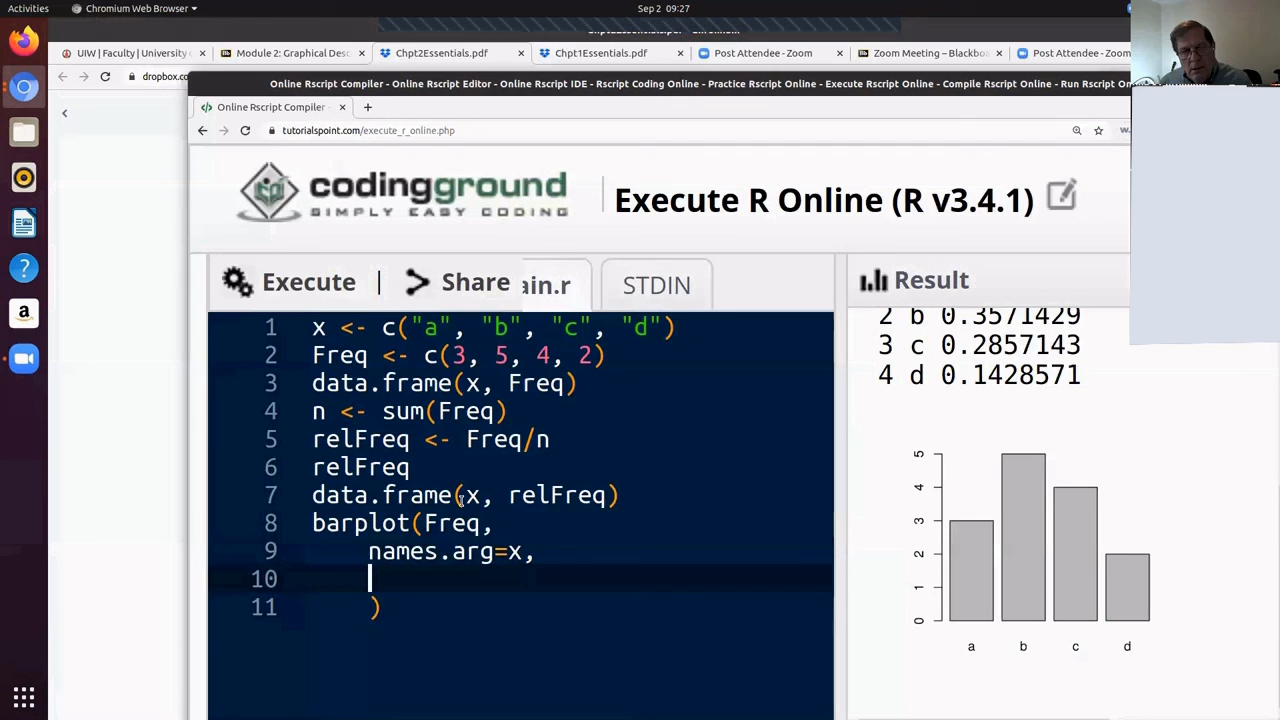 Activities
Chromium Web Browser
Sep 2 09:27
UIW | Faculty | University
Module 2: Graphical Des
Chpt2Essentials.pdf
Chpt1Essentials.pdf
Post Attendee - Zoom
Zoom Meeting – Blackboa
Post Attendee - Zoom
dropbox.co
Online Rscript Compiler - Online Rscript Editor - Online Rscript IDE - Rscript Coding Online - Practice Rscript Online - Execute Rscript Online - Compile Rscript Online - Run Rscript On
Online Rscript Compiler
tutorialspoint.com/execute_r_online.php
codingground
SIMPLY EASY CODING
Execute R Online (R v3.4.1)
Execute | Share
ain.r
STDIN
Result
1 x <- c("a", "b", "c", "d")
2 Freq <- c(3, 5, 4, 2)
3 data.frame(x, Freq)
4 n <- sum(Freq)
5 relFreq <- Freq/n
6 relFreq
7 data.frame(x, relFreq)
8 barplot(Freq,
9 names.arg=x,
10
11 )
2 b 0.3571429
3 c 0.2857143
4 d 0.1428571
5
4
3
2
1
0
a b c d